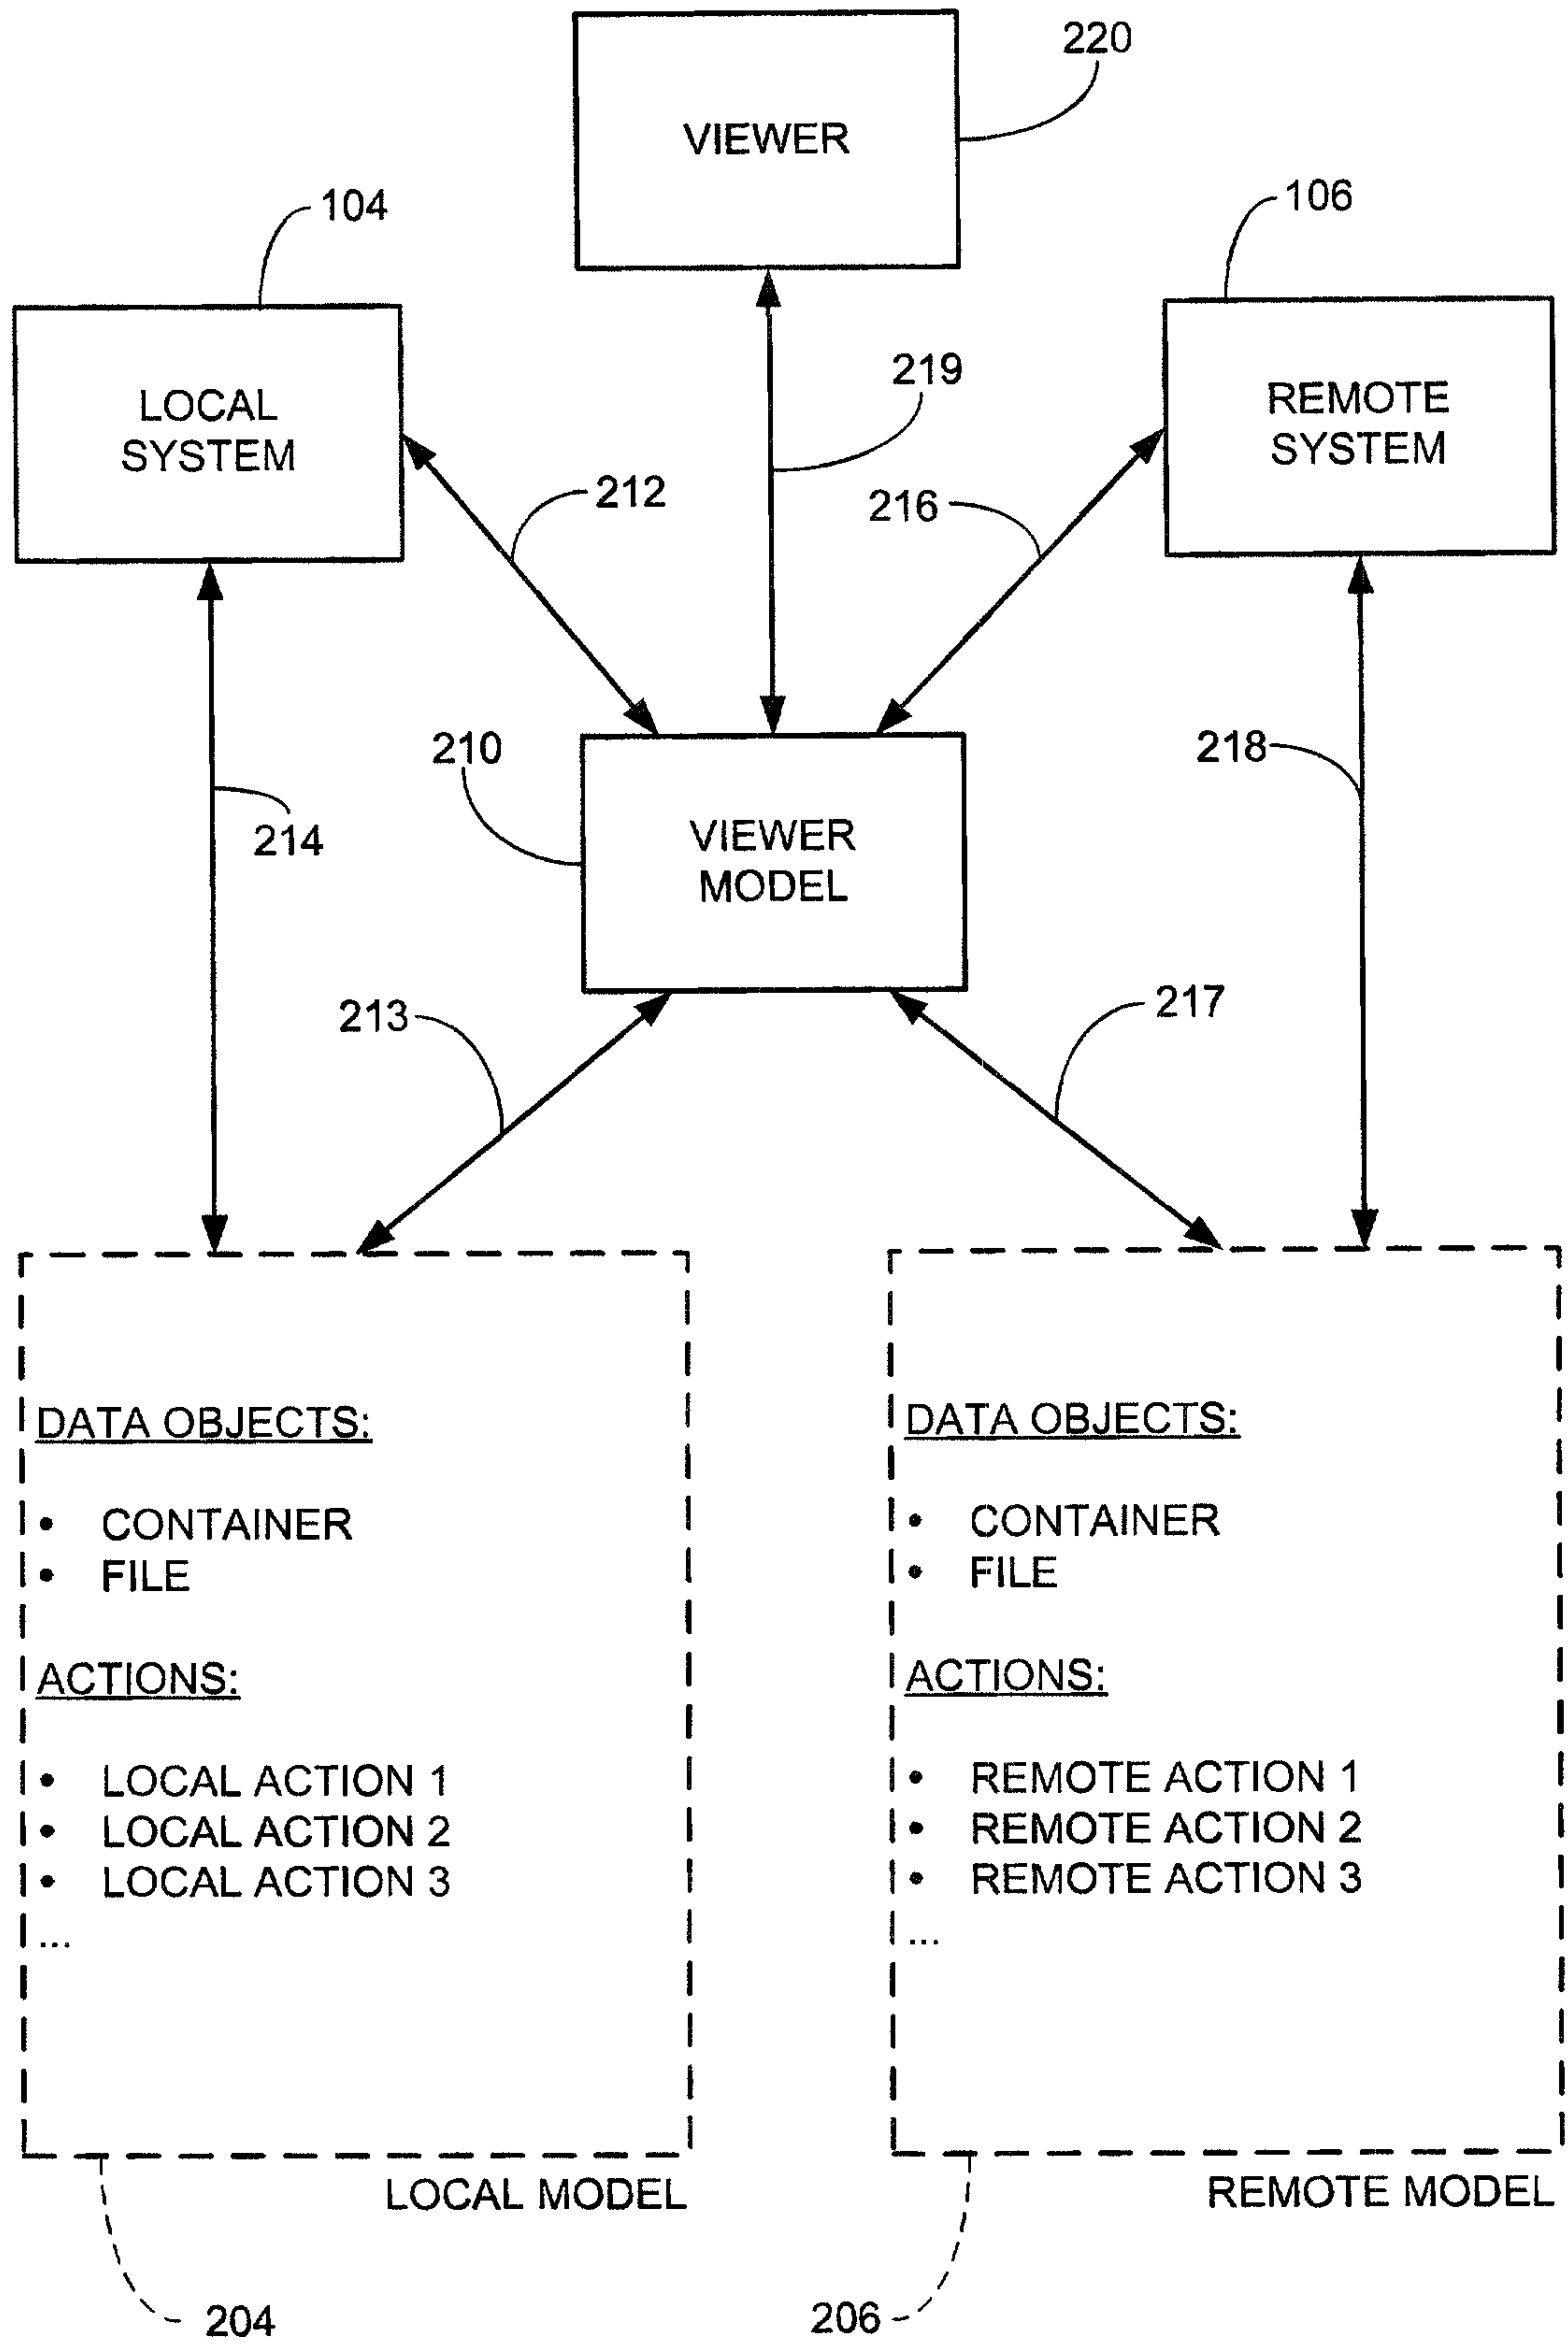 220
VIEWER
104
106
LOCAL
SYSTEM
219
REMOTE
SYSTEM
212
216
210
218
VIEWER
MODEL
214
213
217
DATA OBJECTS:
• CONTAINER
• FILE
ACTIONS:
• LOCAL ACTION 1
• LOCAL ACTION 2
• LOCAL ACTION 3
...
LOCAL MODEL
204
DATA OBJECTS:
• CONTAINER
• FILE
ACTIONS:
• REMOTE ACTION 1
• REMOTE ACTION 2
• REMOTE ACTION 3
...
REMOTE MODEL
206